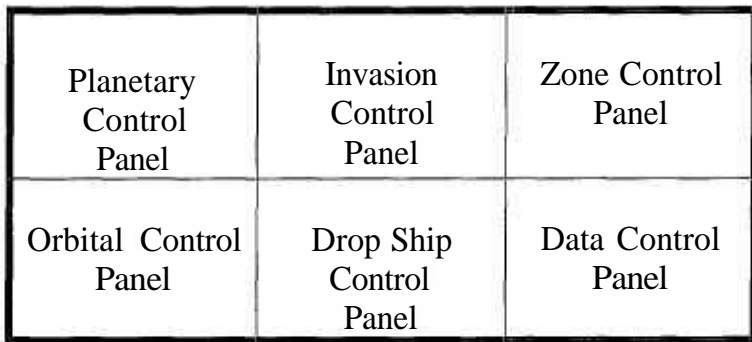 Planetary
Control
Panel
Invasion
Control
Panel
Zone Control
Panel
Orbital Control
Panel
Drop Ship
Control
Panel
Data Control
Panel